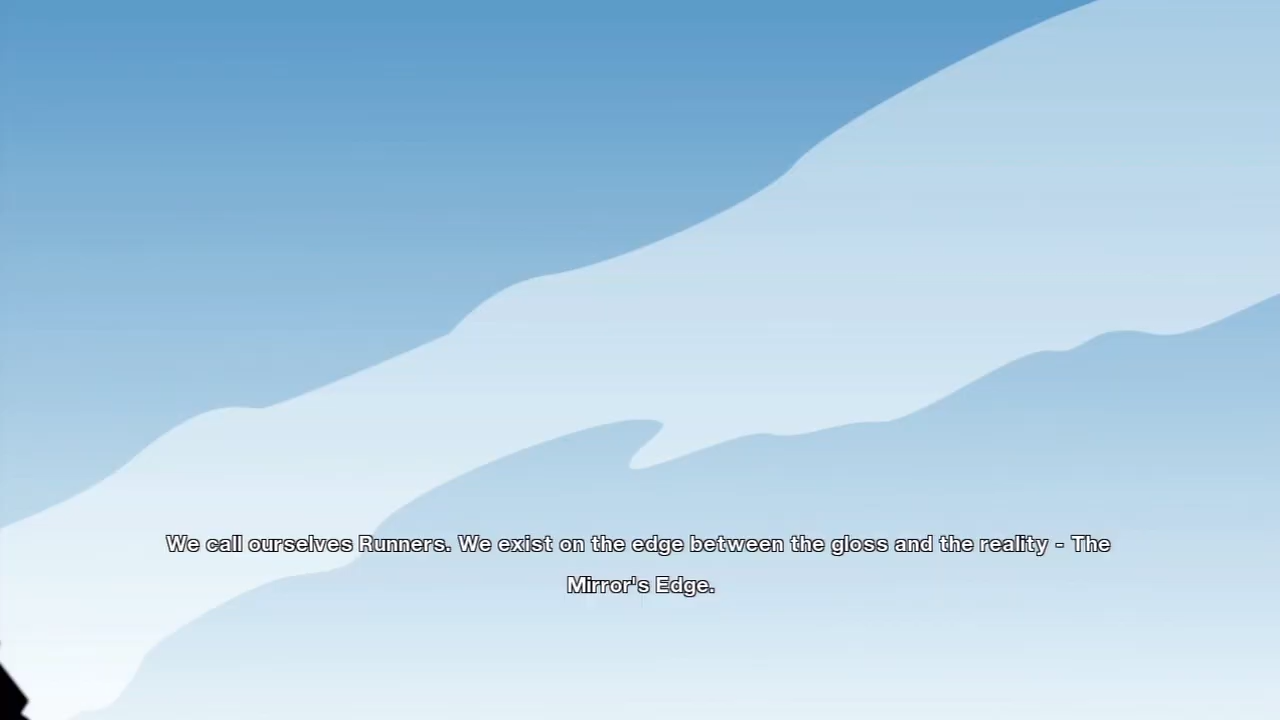 We call ourselves Runners. We exist on the edge between the gloss and the reality - The
Mirror's Edge.